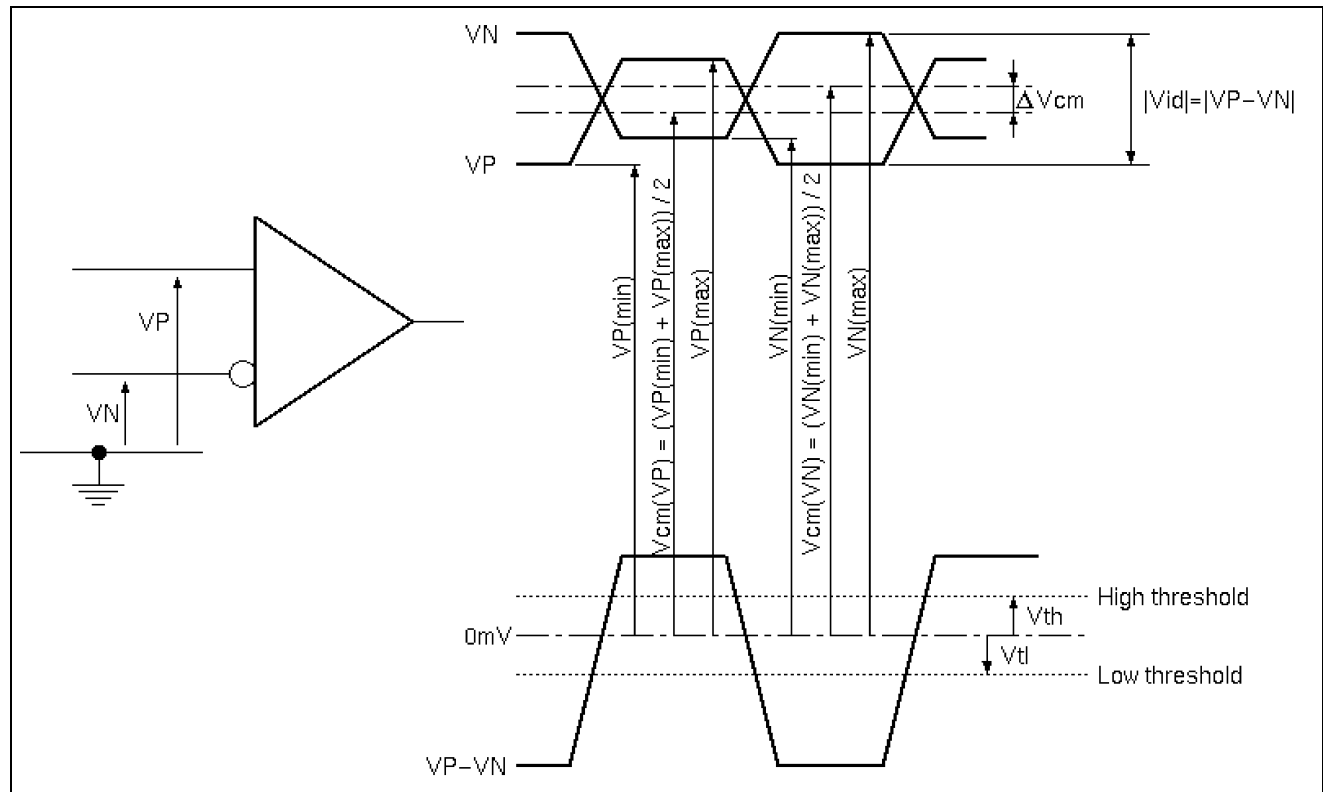 VN
ΔVcm
|Vid|=|VP−VN|
VP
VP
VN
VP(min)
Vcm(VP) = (VP(min) + VP(max)) / 2
VP(max)
VN(min)
Vcm(VN) = (VN(min) + VN(max)) / 2
VN(max)
High threshold
Vth
0mV
Vtl
Low threshold
VP−VN